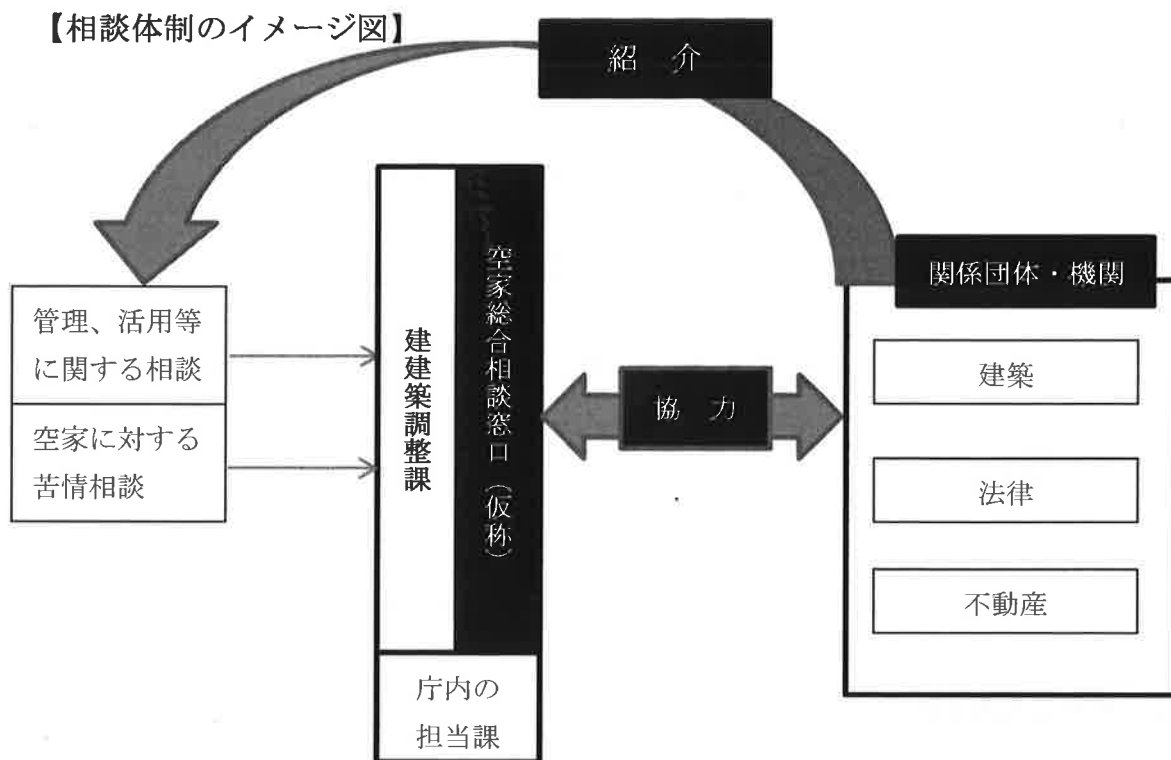 【相談体制のイメージ図】
紹 介
管理、活用等
に関する相談
空家に対する
苦情相談
建建築調整課
空家総合相談窓口（仮称）
庁内の
担当課
協 力
関係団体・機関
建築
法律
不動産